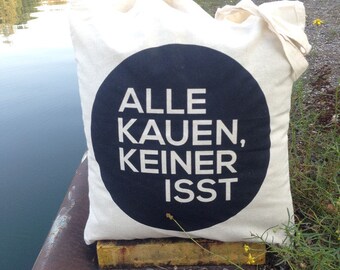 ALLE
KAUEN,
KEINER
ISST